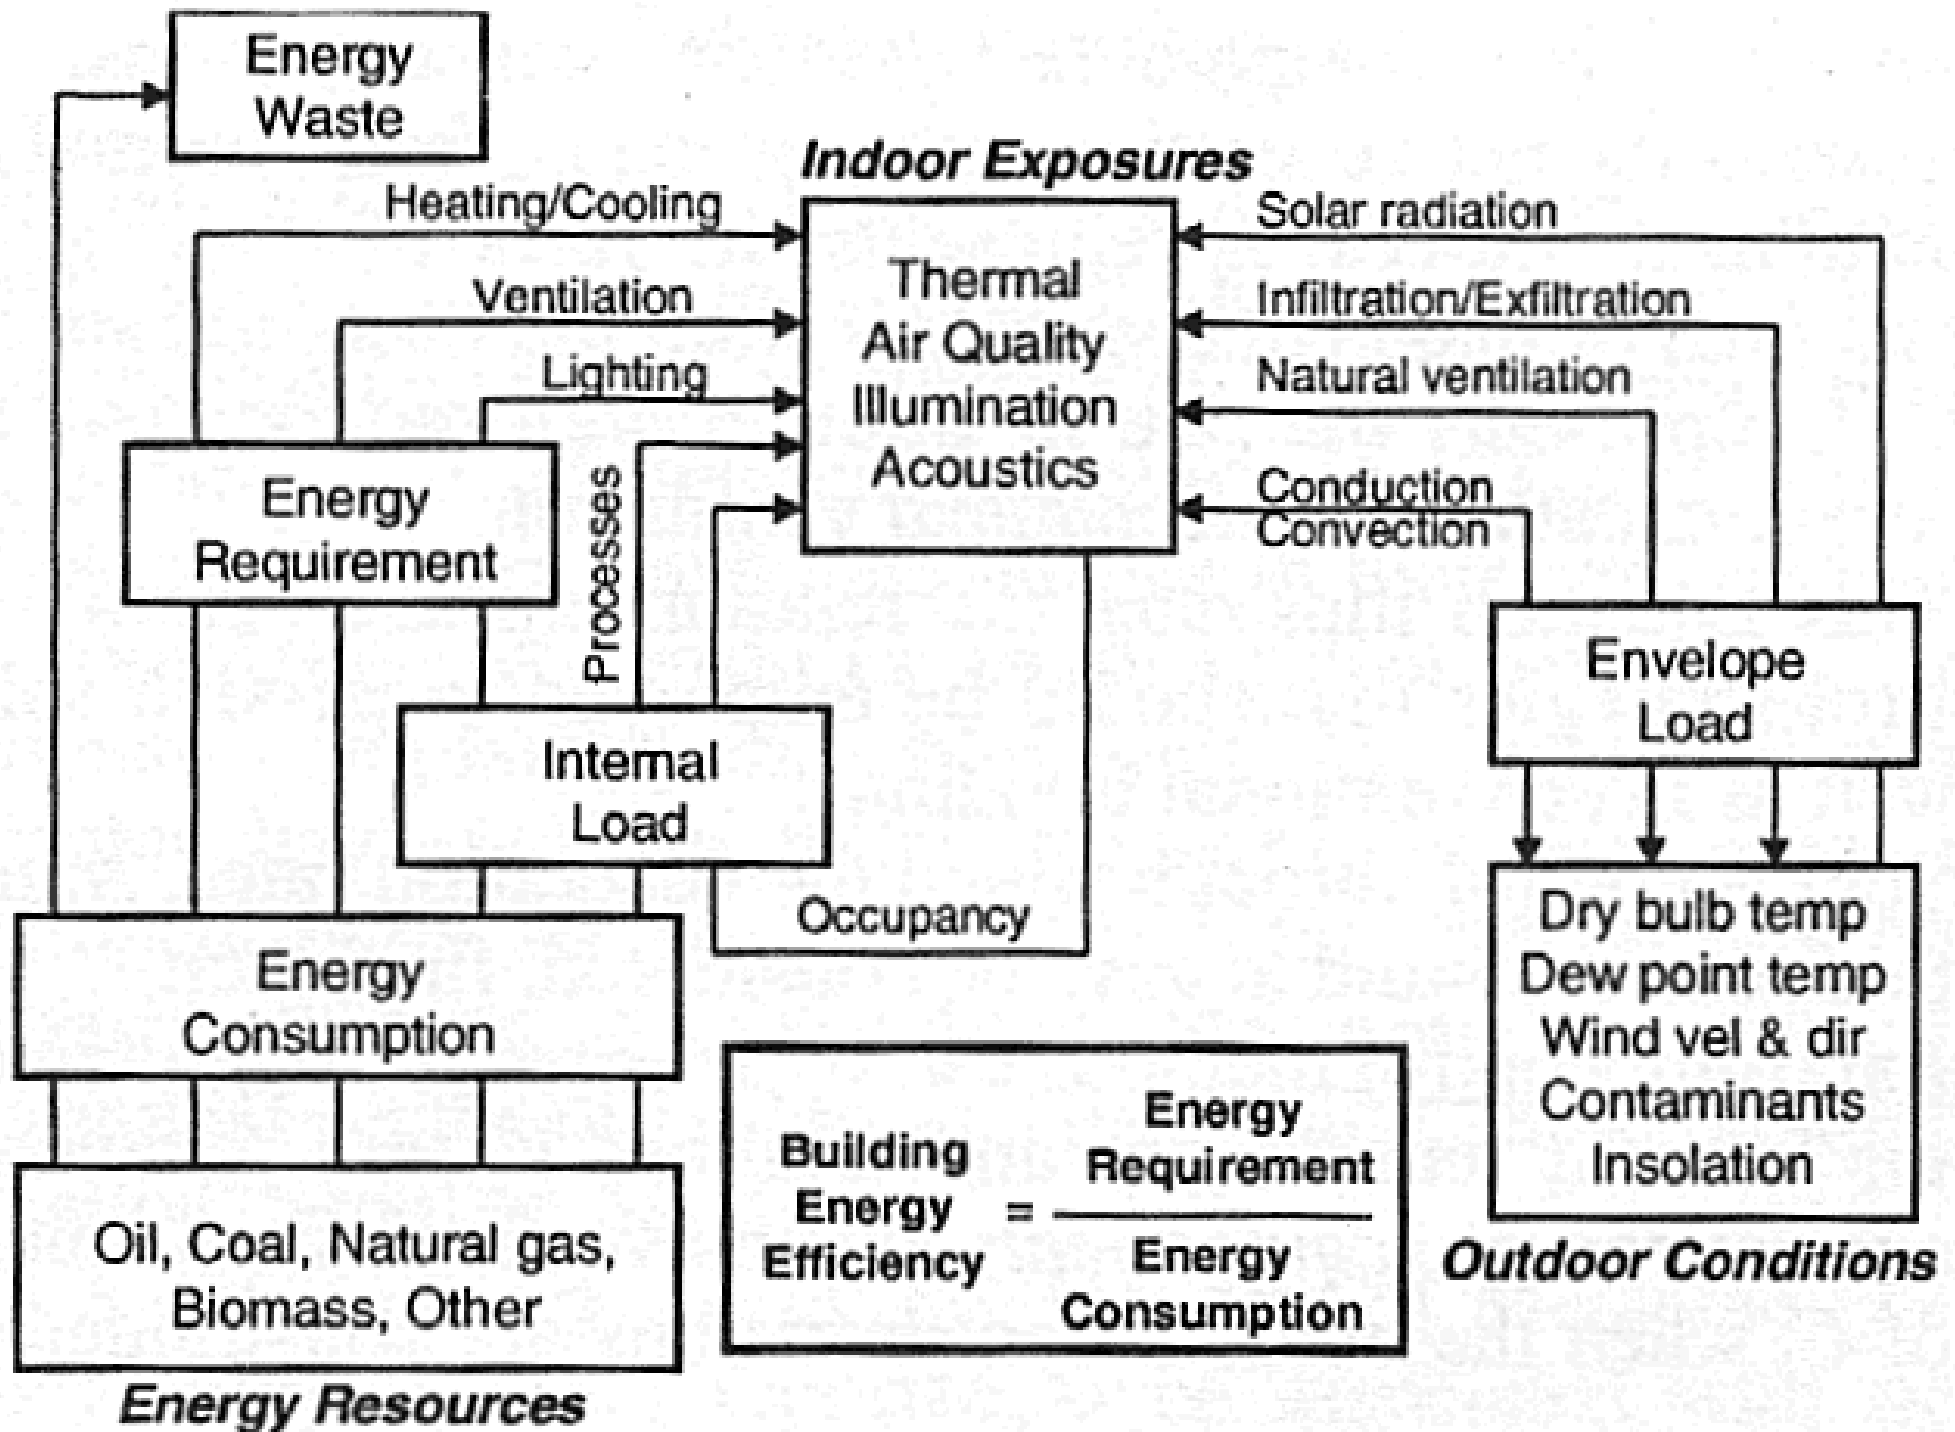 Energy
Waste
Indoor Exposures
Heating/Cooling
Ventilation
Lighting
Processes
Thermal
Air Quality
Illumination
Acoustics
Solar radiation
Infiltration/Exfiltration
Natural ventilation
Conduction
Convection
Energy
Requirement
Internal
Load
Envelope
Load
Occupancy
Energy
Consumption
Dry bulb temp
Dew point temp
Wind vel & dir
Contaminants
Insolation
Outdoor Conditions
Building
Energy
Efficiency
=
Energy
Requirement
Energy
Consumption
Oil, Coal, Natural gas,
Biomass, Other
Energy Resources